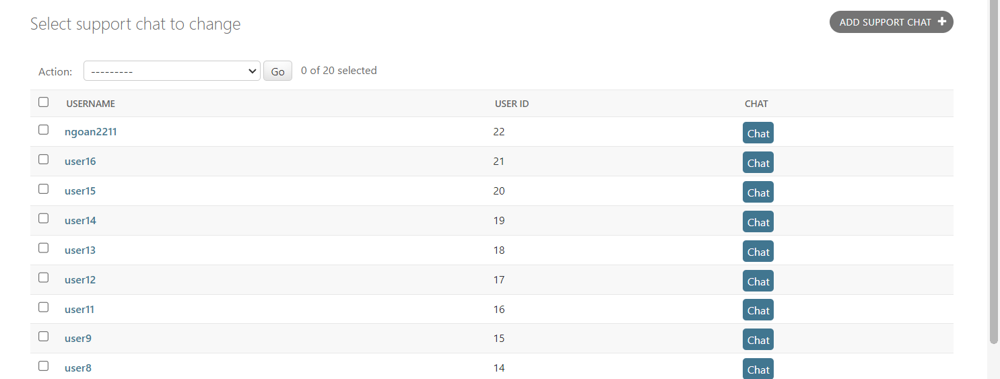 Select support chat to change
ADD SUPPORT CHAT +
Action: --------- Go 0 of 20 selected
USERNAME USER ID CHAT
ngoan2211 22 Chat
user16 21 Chat
user15 20 Chat
user14 19 Chat
user13 18 Chat
user12 17 Chat
user11 16 Chat
user9 15 Chat
user8 14 Chat